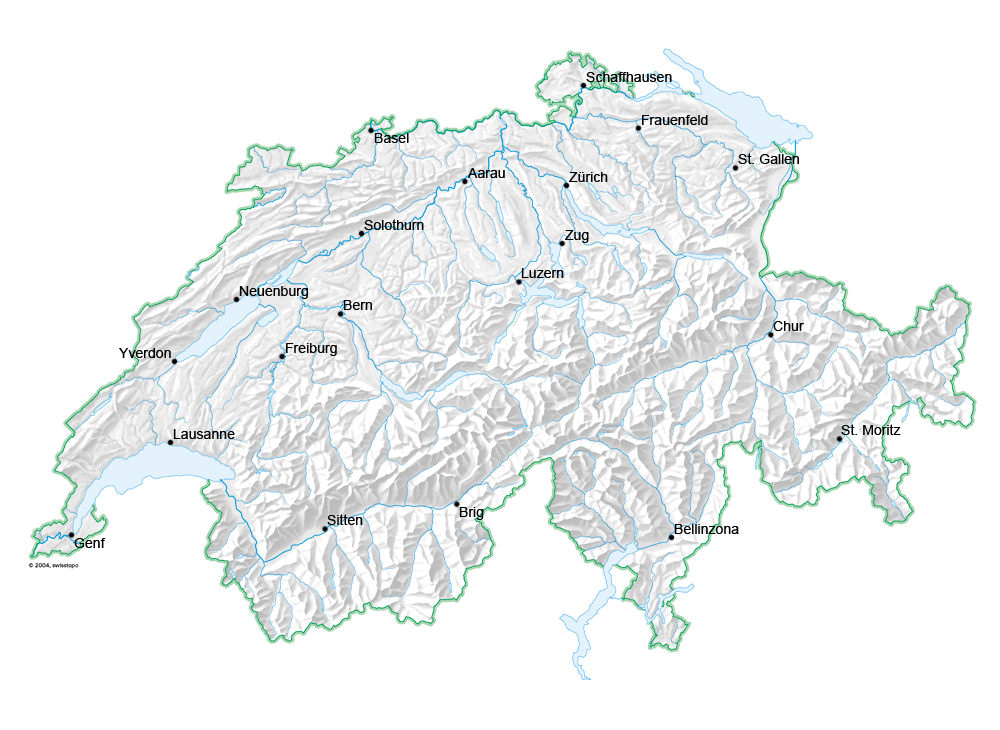 Schaffhausen
Frauenfeld
Basel
St. Gallen
Aarau
Zürich
Solothurn
Zug
Luzern
Neuenburg
Bern
Chur
Freiburg
Yverdon
St. Moritz
Lausanne
Brig
Sitten
Bellinzona
Genf
© 2004, swisstopo